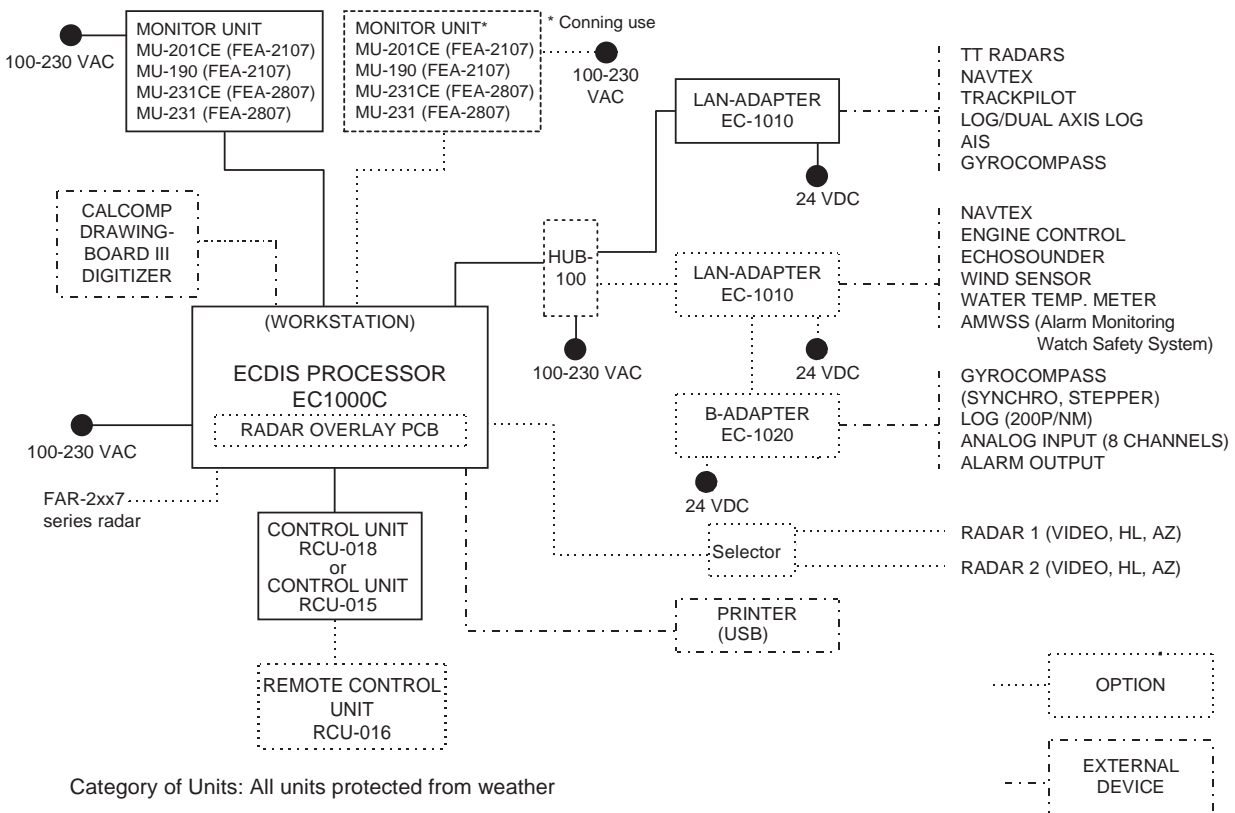 MONITOR UNIT
MU-201CE (FEA-2107)
MU-190 (FEA-2107)
MU-231CE (FEA-2807)
MU-231 (FEA-2807)
100-230 VAC
MONITOR UNIT*
MU-201CE (FEA-2107)
MU-190 (FEA-2107)
MU-231CE (FEA-2807)
MU-231 (FEA-2807)
* Conning use
100-230
VAC
LAN-ADAPTER
EC-1010
24 VDC
TT RADARS
NAVTEX
TRACKPILOT
LOG/DUAL AXIS LOG
AIS
GYROCOMPASS
CALCOMP
DRAWING-
BOARD III
DIGITIZER
HUB-
100
100-230 VAC
LAN-ADAPTER
EC-1010
24 VDC
NAVTEX
ENGINE CONTROL
ECHOSOUNDER
WIND SENSOR
WATER TEMP. METER
AMWSS (Alarm Monitoring
Watch Safety System)
(WORKSTATION)
ECDIS PROCESSOR
EC1000C
RADAR OVERLAY PCB
100-230 VAC
B-ADAPTER
EC-1020
24 VDC
GYROCOMPASS
(SYNCHRO, STEPPER)
LOG (200P/NM)
ANALOG INPUT (8 CHANNELS)
ALARM OUTPUT
FAR-2xx7
series radar
CONTROL UNIT
RCU-018
or
CONTROL UNIT
RCU-015
Selector
RADAR 1 (VIDEO, HL, AZ)
RADAR 2 (VIDEO, HL, AZ)
PRINTER
(USB)
REMOTE CONTROL
UNIT
RCU-016
OPTION
EXTERNAL
DEVICE
Category of Units: All units protected from weather